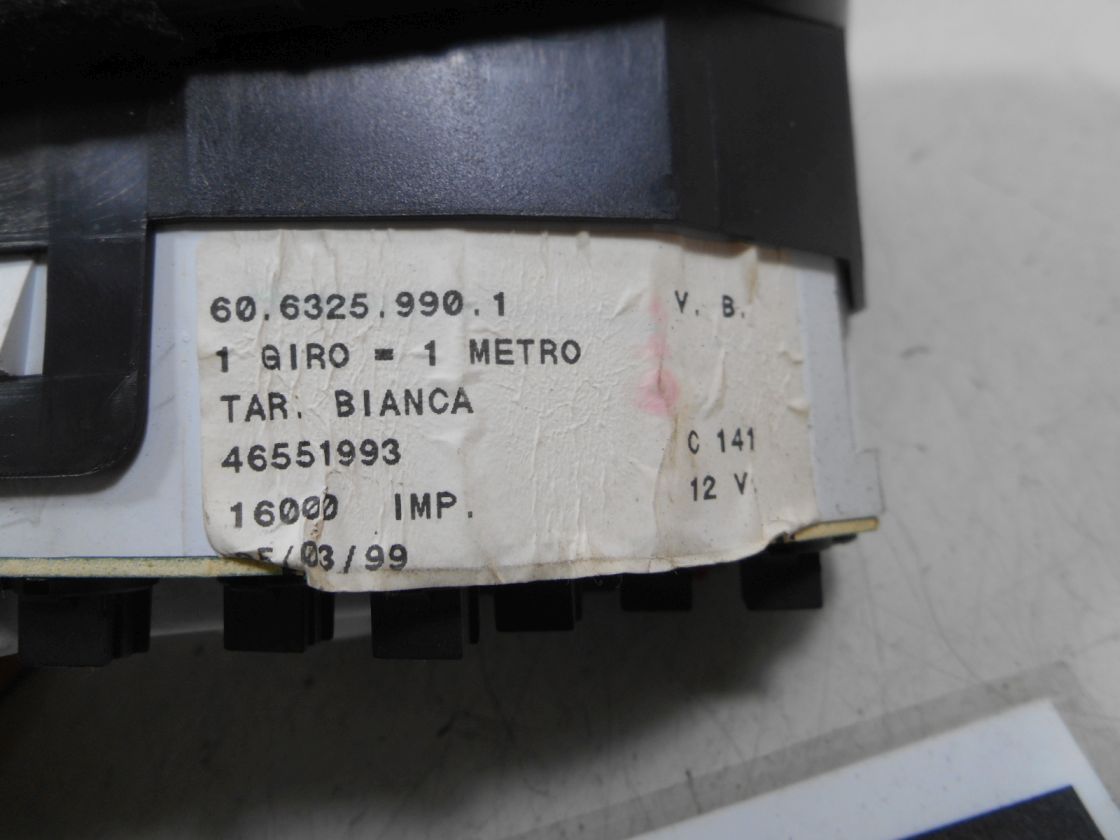 60.6325.990.1 V. B.
1 GIRO = 1 METRO
TAR. BIANCA
46551993 C 141
16000 IMP. 12 V.
/03/99